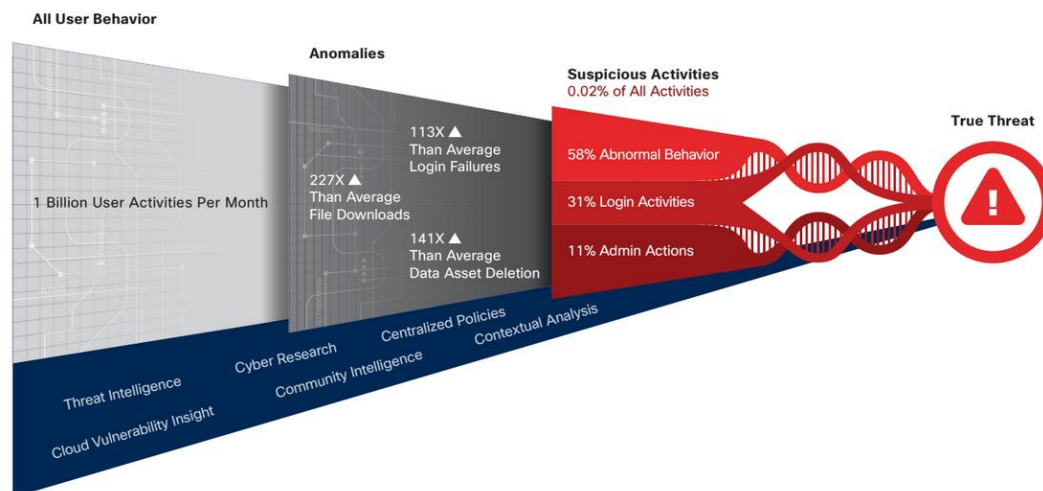 All User Behavior
1 Billion User Activities Per Month
Anomalies
113X ▲
Than Average
Login Failures
227X ▲
Than Average
File Downloads
141X ▲
Than Average
Data Asset Deletion
Suspicious Activities
0.02% of All Activities
58% Abnormal Behavior
31% Login Activities
11% Admin Actions
True Threat
!
Threat Intelligence
Cyber Research
Centralized Policies
Cloud Vulnerability Insight
Community Intelligence
Contextual Analysis